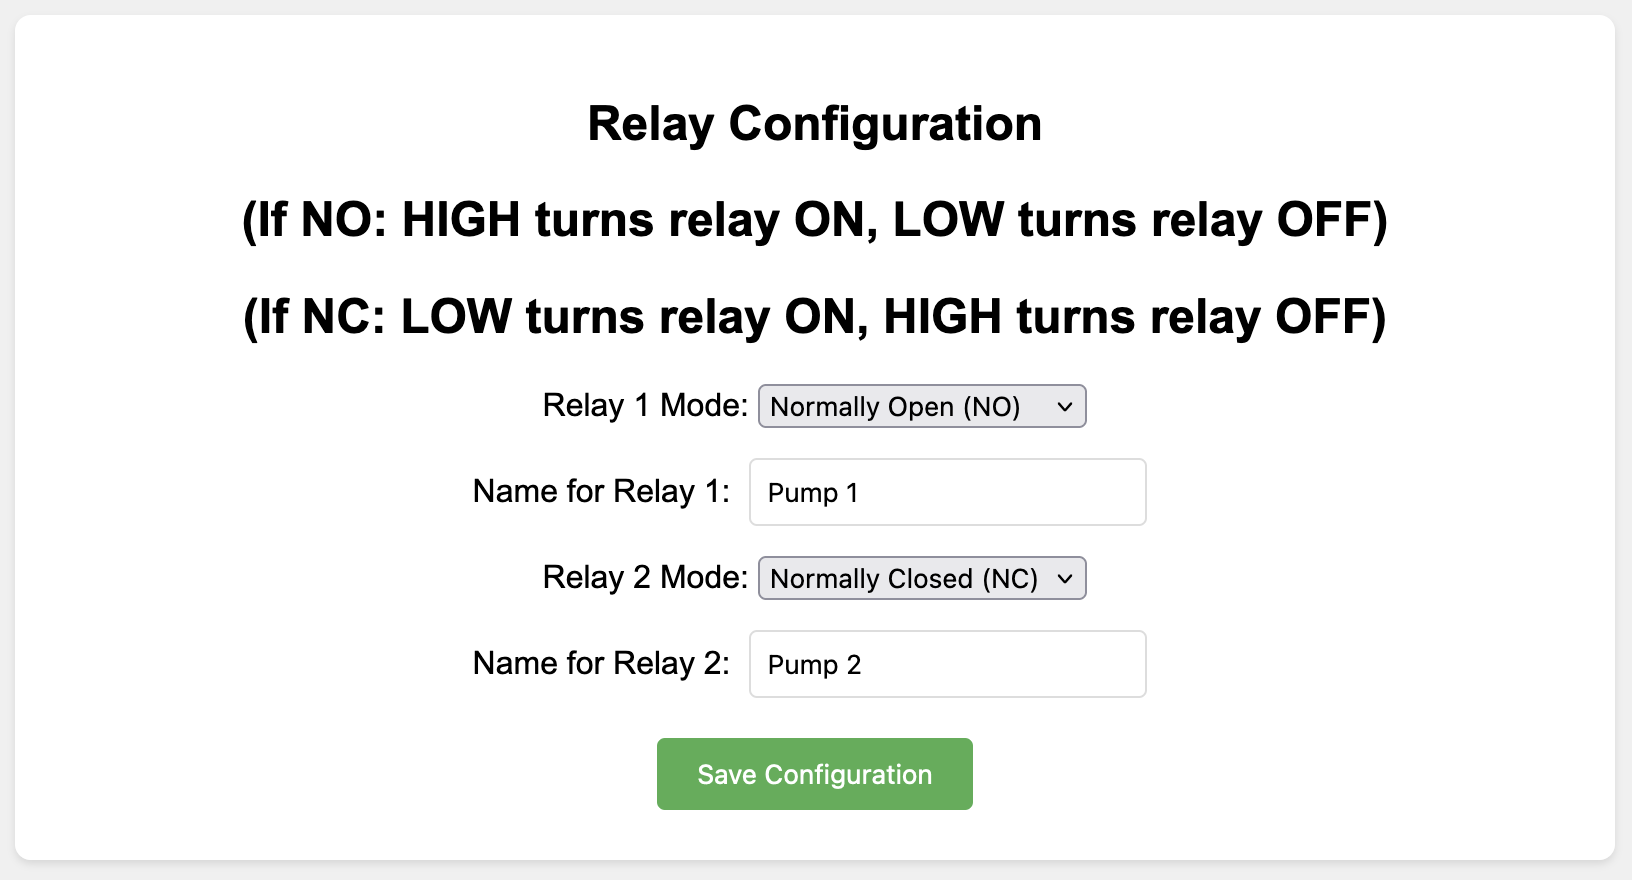 Relay Configuration
(If NO: HIGH turns relay ON, LOW turns relay OFF)
(If NC: LOW turns relay ON, HIGH turns relay OFF)
Relay 1 Mode: Normally Open (NO)
Name for Relay 1: Pump 1
Relay 2 Mode: Normally Closed (NC)
Name for Relay 2: Pump 2
Save Configuration